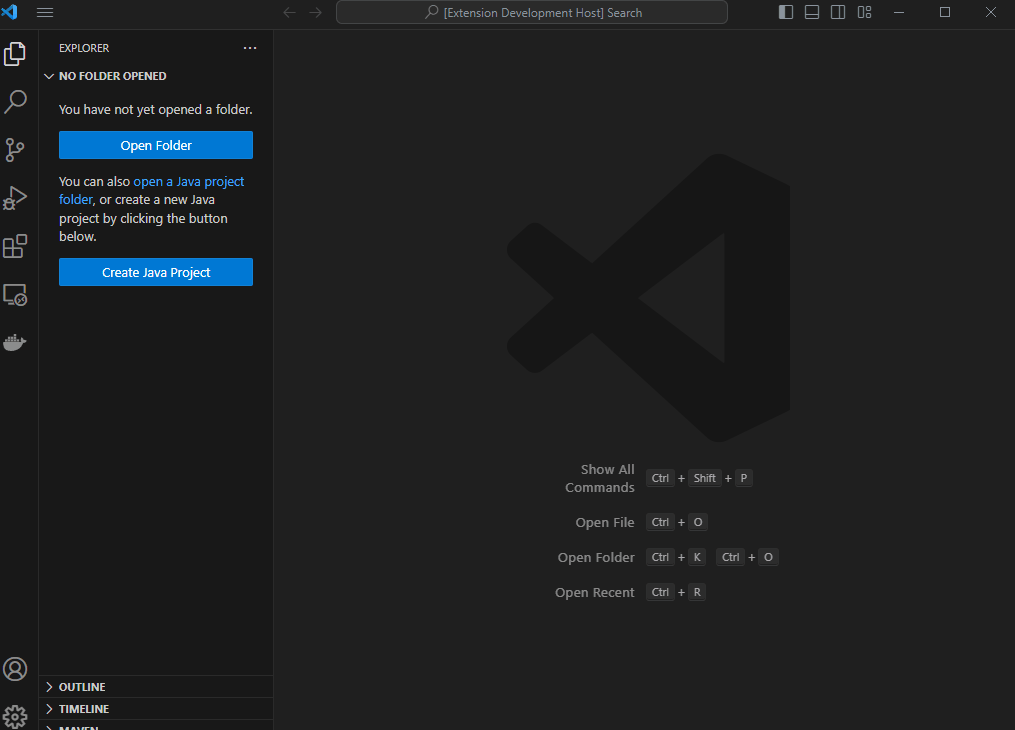 [Extension Development Host] Search
EXPLORER
NO FOLDER OPENED
You have not yet opened a folder.
Open Folder
You can also open a Java project
folder, or create a new Java
project by clicking the button
below.
Create Java Project
Show All
Commands
Ctrl + Shift + P
Open File Ctrl + O
Open Folder Ctrl + K Ctrl + O
Open Recent Ctrl + R
OUTLINE
TIMELINE
MAVEN